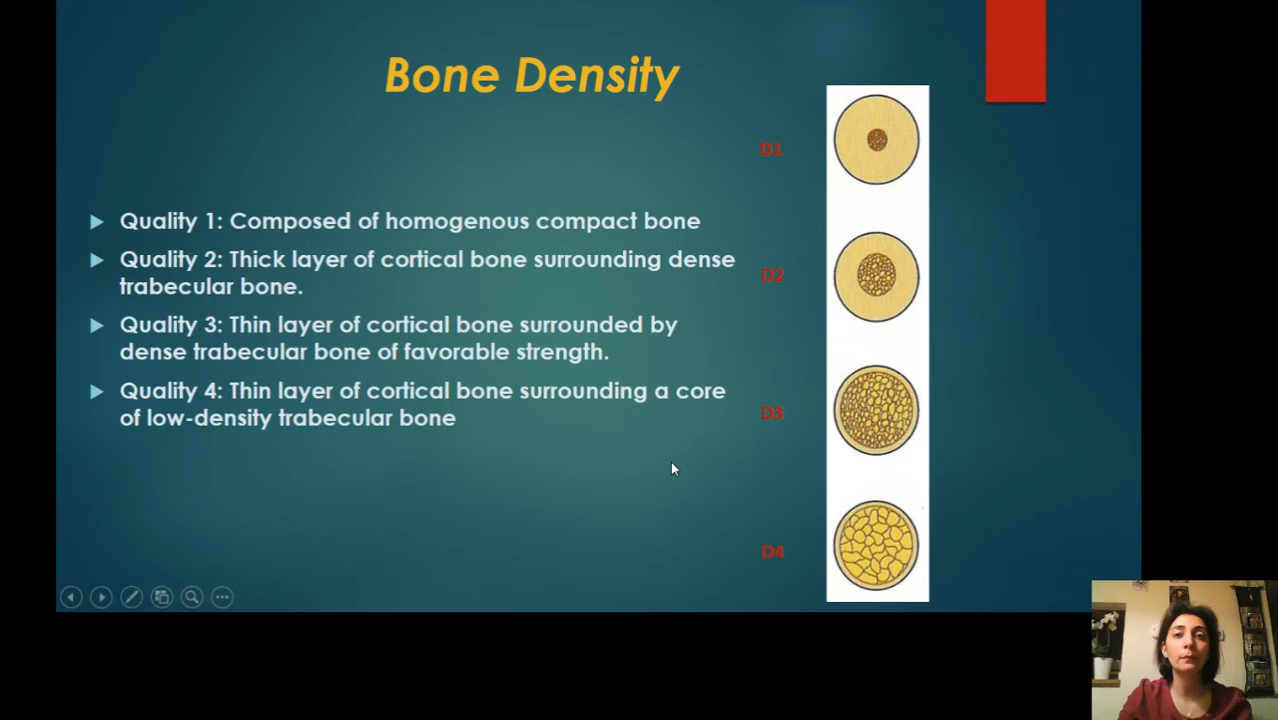 Bone Density
Quality 1: Composed of homogenous compact bone
Quality 2: Thick layer of cortical bone surrounding dense
trabecular bone.
Quality 3: Thin layer of cortical bone surrounded by
dense trabecular bone of favorable strength.
Quality 4: Thin layer of cortical bone surrounding a core
of low-density trabecular bone
D1
D2
D3
D4